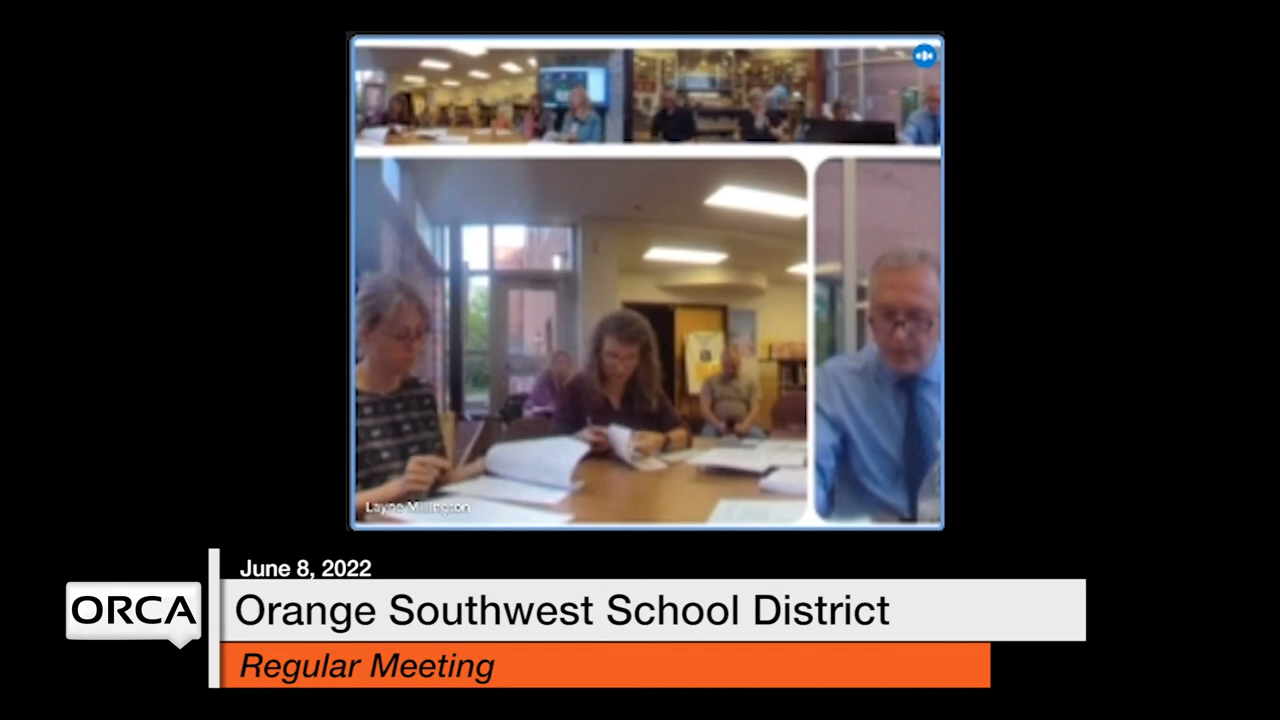 Layne Millington
June 8, 2022
ORCA
Orange Southwest School District
Regular Meeting